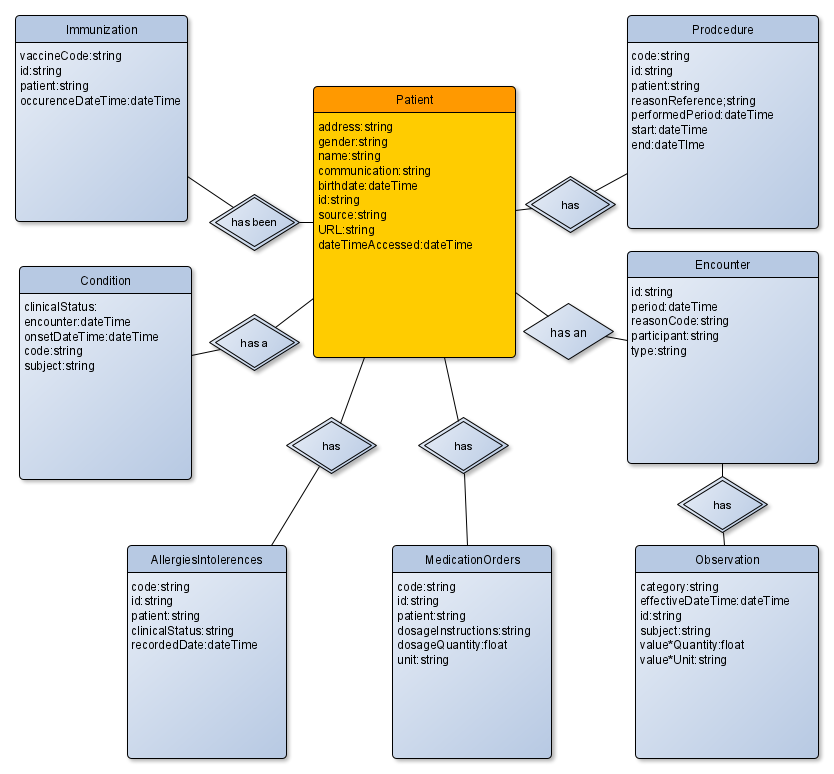 Immunization
vaccineCode:string
id:string
patient:string
occurenceDateTime:dateTime
Prodcedure
code:string
id:string
patient:string
reasonReference;string
performedPeriod:dateTime
start:dateTime
end:dateTIme
Patient
address:string
gender:string
name:string
communication:string
birthdate:dateTime
id:string
source:string
URL:string
dateTimeAccessed:dateTime
has been
has
Condition
clinicalStatus:
encounter:dateTime
onsetDateTime:dateTime
code:string
subject:string
has a
has an
Encounter
id:string
period:dateTime
reasonCode:string
participant:string
type:string
has
has
has
AllergiesIntolerences
code:string
id:string
patient:string
clinicalStatus:string
recordedDate:dateTime
MedicationOrders
code:string
id:string
patient:string
dosageInstructions:string
dosageQuantity:float
unit:string
Observation
category:string
effectiveDateTime:dateTime
id:string
subject:string
value*Quantity:float
value*Unit:string